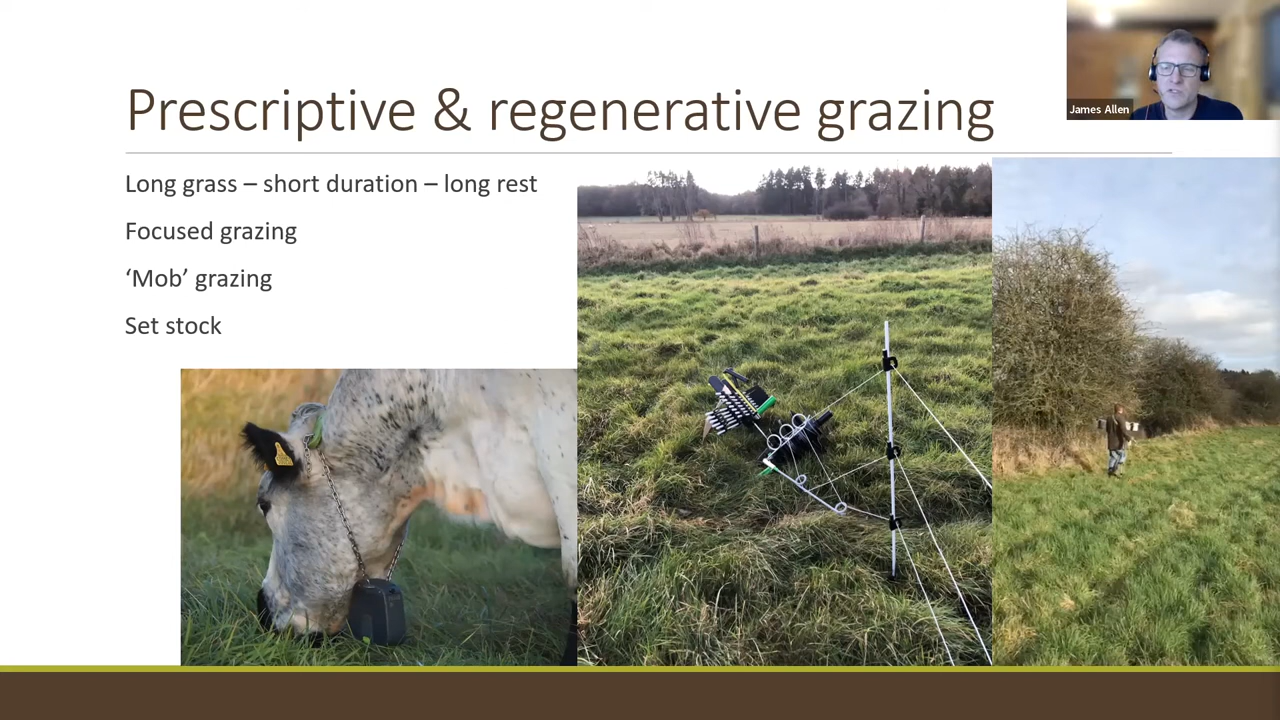 Prescriptive & regenerative grazing
James Allen
Long grass – short duration – long rest
Focused grazing
‘Mob’ grazing
Set stock